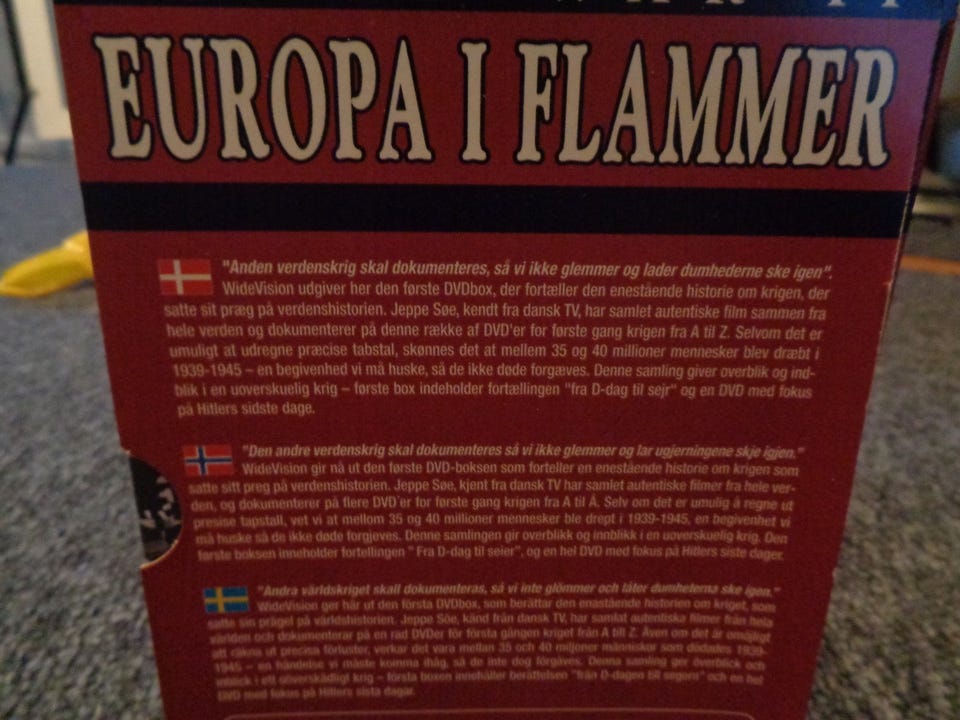 EUROPA I FLAMMER
"Anden verdenskrig skal dokumenteres, så vi ikke glemmer og lader dumhederne ske igen".
WideVision udgiver her den første DVDbox, der fortæller den enestående historie om krigen, der
satte sit præg på verdenshistorien. Jeppe Søe, kendt fra dansk TV, har samlet autentiske film sammen fra
hele verden og dokumenterer på denne række af DVD'er for første gang krigen fra A til Z. Selvom det er
umuligt at udregne præcise tabstal, skønnes det at mellem 35 og 40 millioner mennesker blev dræbt i
1939-1945 – en begivenhed vi må huske, så de ikke døde forgæves. Denne samling giver overblik og ind-
blik i en uoverskuelig krig – første box indeholder fortællingen "fra D-dag til sejr" og en DVD med fokus
på Hitlers sidste dage.
"Den andre verdenskrig skal dokumenteres så vi ikke glemmer og lar ugjerningene skje igjen."
WideVision gir nå ut den første DVD-boksen som forteller en enestående historie om krigen som
satte sitt preg på verdenshistorien. Jeppe Søe, kjent fra dansk TV har samlet autentiske filmer fra hele ver-
den, og dokumenterer på flere DVD'er for første gang krigen fra A til Å. Selv om det er umulig å regne ut
presise tapstall, vet vi at mellom 35 og 40 millioner mennesker ble drept i 1939-1945, en begivenhet vi
må huske så de ikke døde forgjeves. Denne samlingen gir overblikk og innblikk i en uoverskuelig krig. Den
første boksen inneholder fortellingen " Fra D-dag til seier", og en hel DVD med fokus på Hitlers siste dager.
"Andra världskriget skall dokumenteras, så vi inte glömmer och låter dumheterna ske igen."
WideVision ger här ut den första DVDbox, som berättar den enastående historien om kriget, som
satte sin prägel på världshistorien. Jeppe Söe, känd från dansk TV, har samlat autentiska filmer från hela
världen och dokumenterar på en rad DVDer för första gången kriget från A till Z. Även om det är omöjligt
att räkna ut precisa förluster, verkar det vara mellan 35 och 40 miljoner människor som dödades 1939-
1945 – en händelse vi måste komma ihåg, så de inte dog förgäves. Denna samling ger överblick och
inblick i ett oöverskådligt krig – första boxen innehåller berättelsen "från D-dagen till segern" och en hel
DVD med fokus på Hitlers sista dagar.